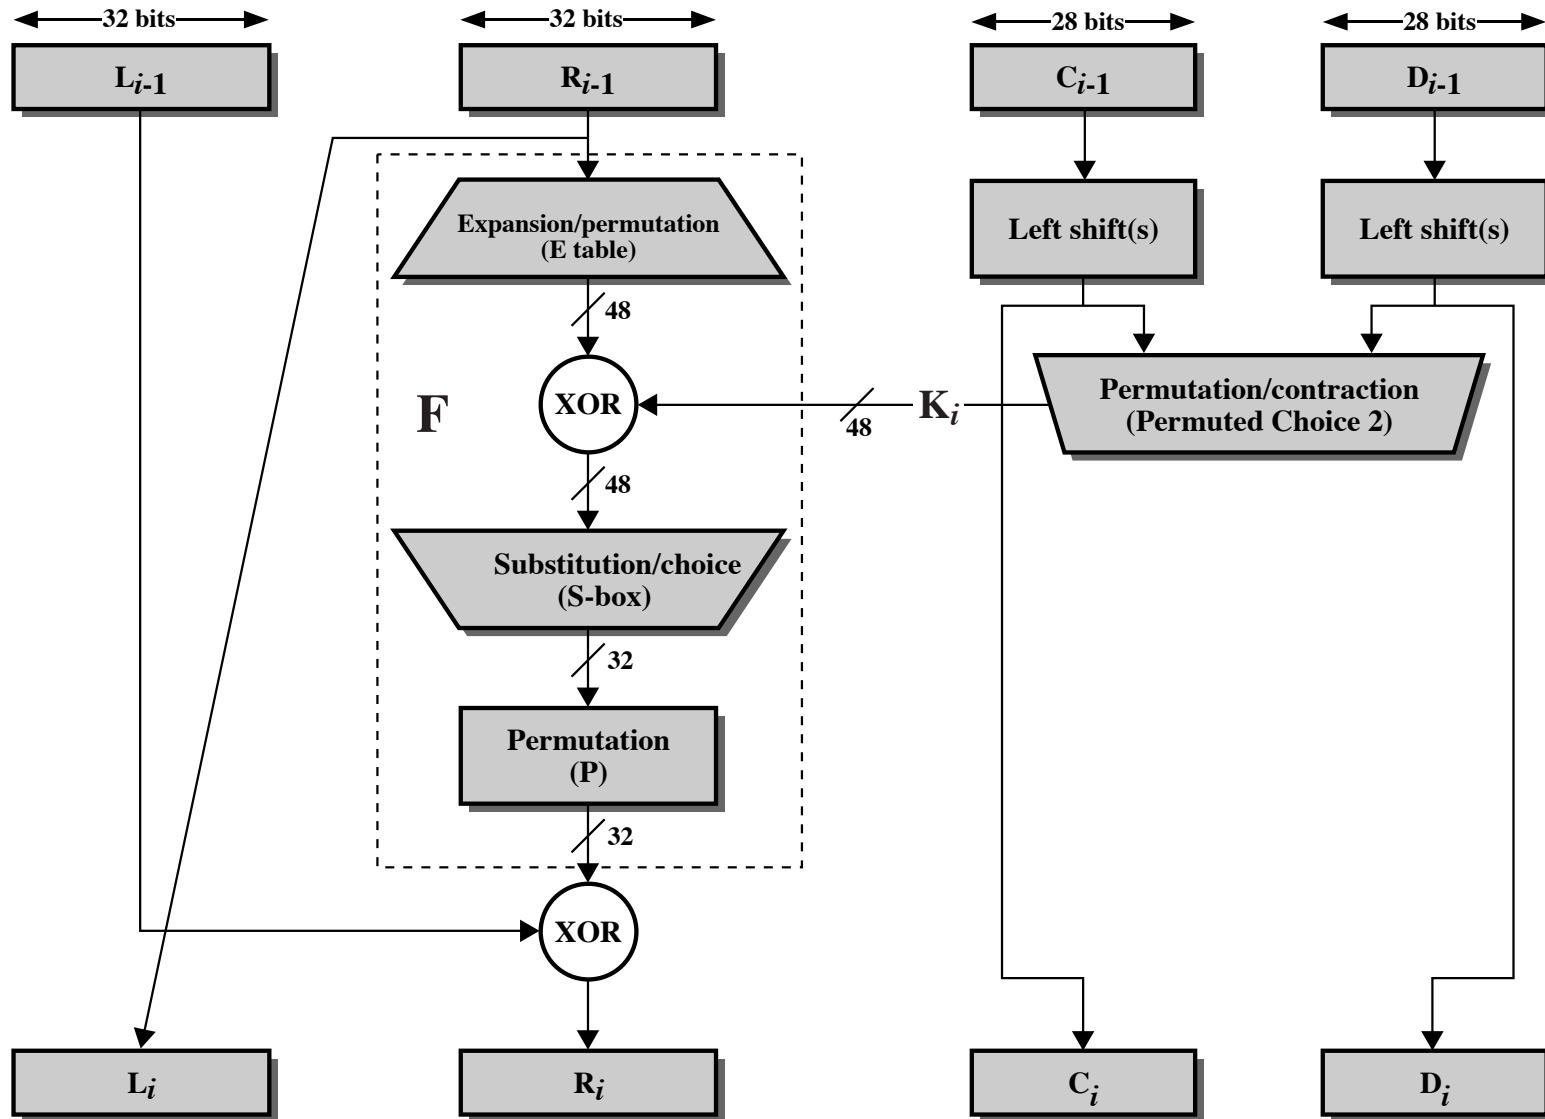 32 bits
32 bits
28 bits
28 bits
Li-1
Ri-1
Ci-1
Di-1
Expansion/permutation
(E table)
Left shift(s)
Left shift(s)
48
F
XOR
48
Ki
Permutation/contraction
(Permuted Choice 2)
48
Substitution/choice
(S-box)
32
Permutation
(P)
32
XOR
Li
Ri
Ci
Di